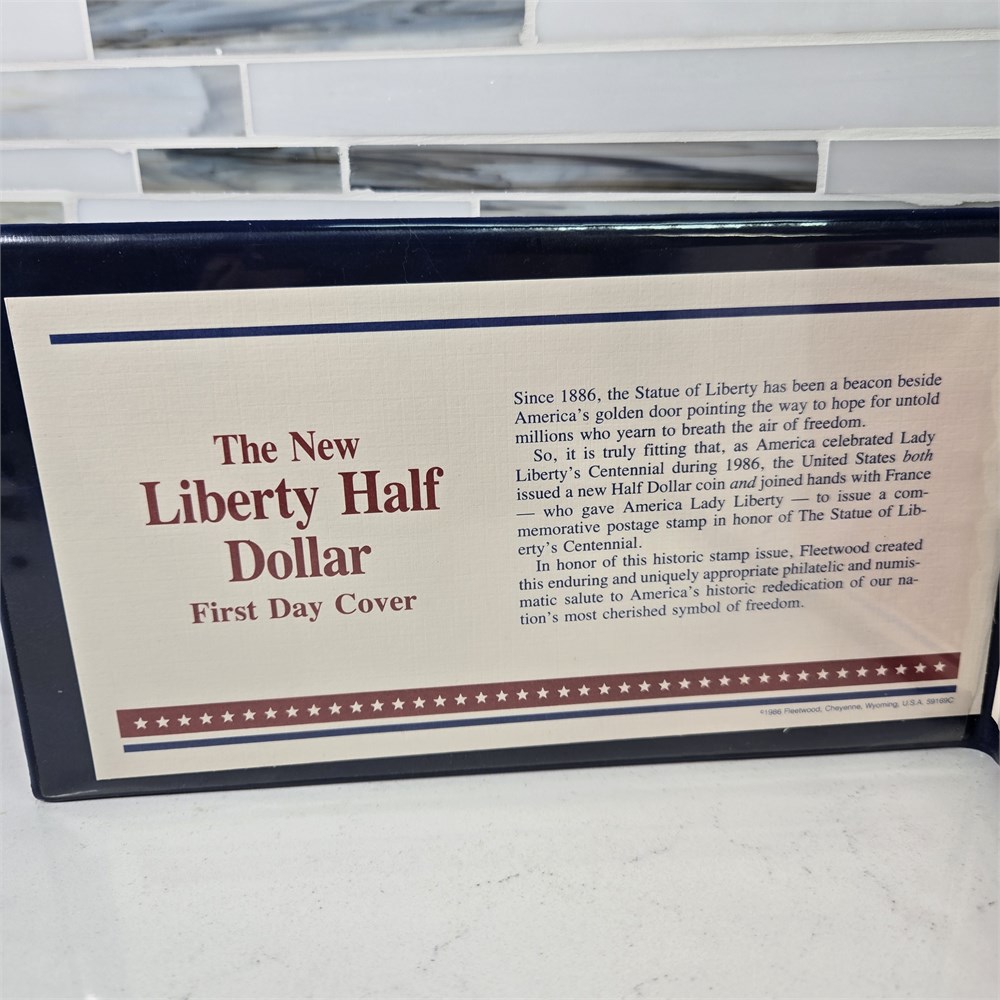 The New
Liberty Half
Dollar
First Day Cover
Since 1886, the Statue of Liberty has been a beacon beside
America's golden door pointing the way to hope for untold
millions who yearn to breath the air of freedom.
So, it is truly fitting that, as America celebrated Lady
Liberty's Centennial during 1986, the United States both
issued a new Half Dollar coin and joined hands with France
— who gave America Lady Liberty — to issue a com-
memorative postage stamp in honor of The Statue of Lib-
erty's Centennial.
In honor of this historic stamp issue, Fleetwood created
this enduring and uniquely appropriate philatelic and numis-
matic salute to America's historic rededication of our na-
tion's most cherished symbol of freedom.
©1986 Fleetwood, Cheyenne, Wyoming, U.S.A.